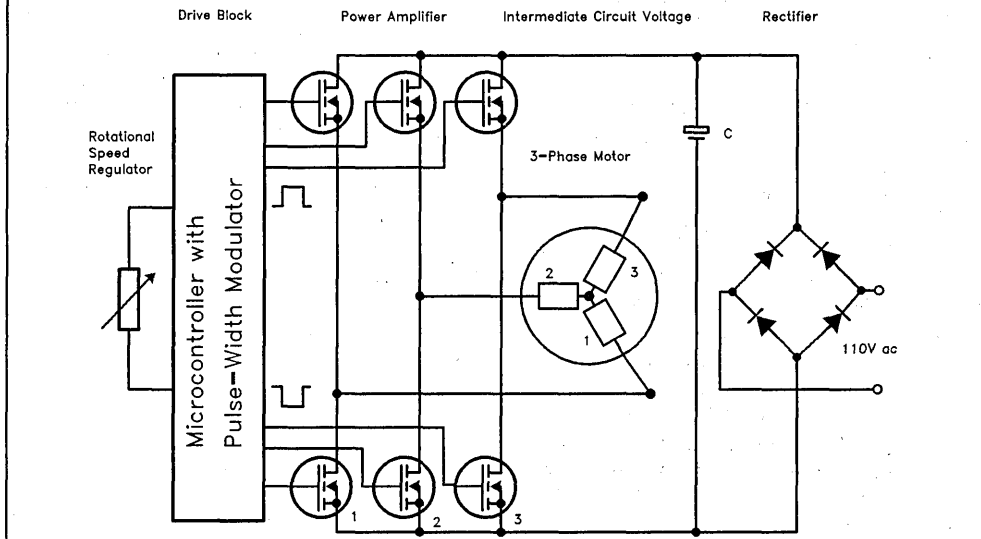 Drive Block
Power Amplifier
Intermediate Circuit Voltage
Rectifier
Rotational
Speed
Regulator
Microcontroller with
Pulse-Width Modulator
3-Phase Motor
C
2
3
1
110V ac
1
2
3